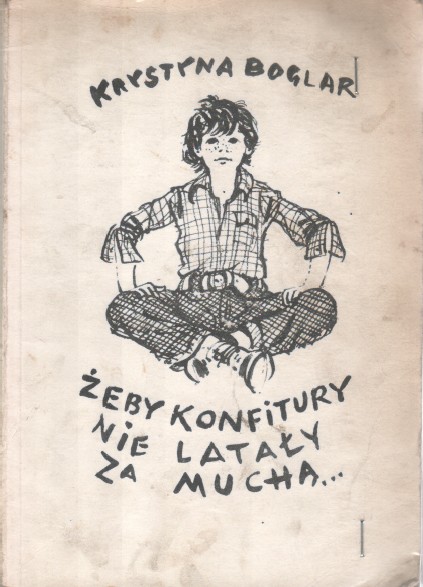 KRYSTYNA BOGLAR
ŻEBY KONFiTURY
NiE LATAŁY
ZA MUCHĄ...